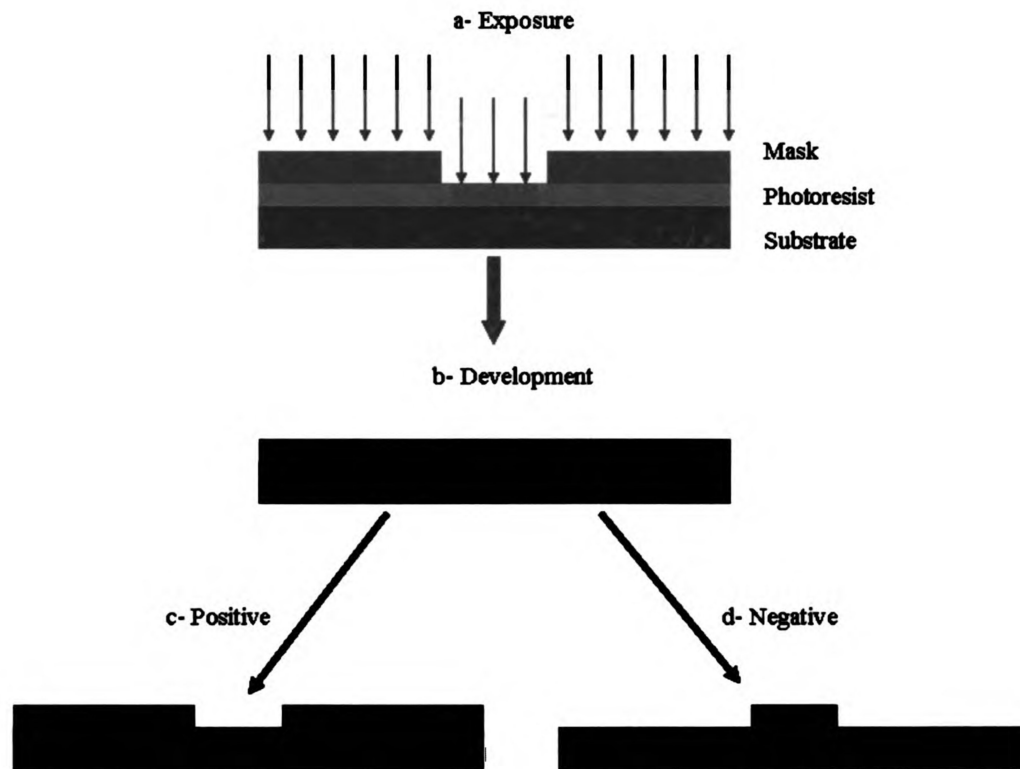 a- Exposure
Mask
Photoresist
Substrate
b- Development
c- Positive
d- Negative